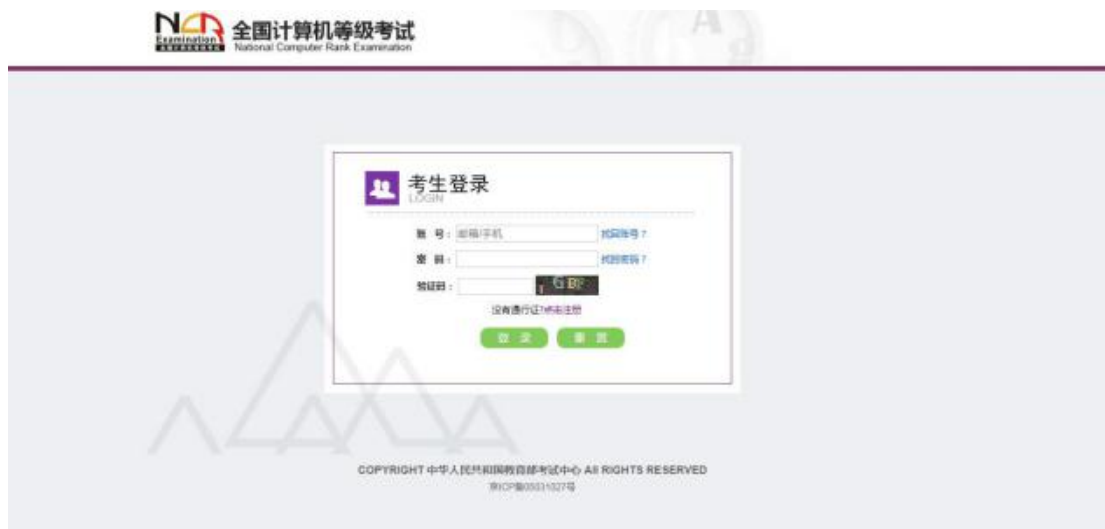 NCR
Examination
全国计算机等级考试
National Computer Rank Examination
考生登录
LOGIN
账 号： 邮箱/手机 找回账号？
密 码： 找回密码？
验证码：
没有通行证?点击注册
登 录 重 置
COPYRIGHT 中华人民共和国教育部考试中心 All RIGHTS RESERVED